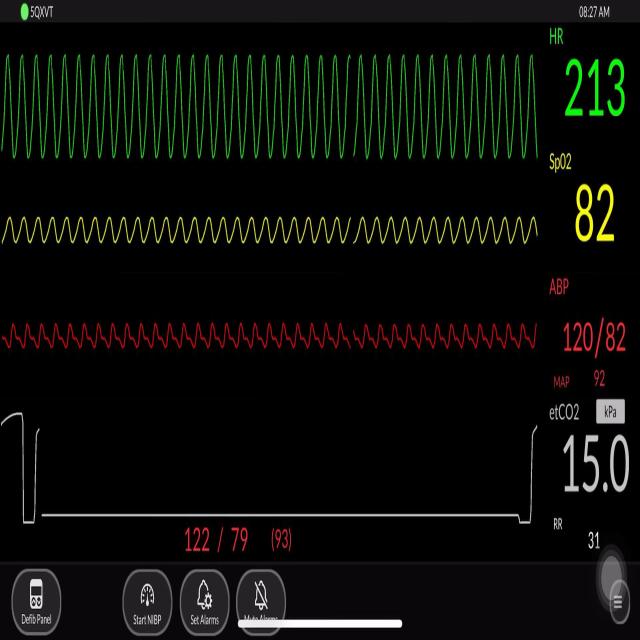 5QXVT
08:27 AM
HR
213
SpO2
82
ABP
120/82
MAP 92
etCO2 kPa
15.0
RR
31
122 / 79 (93)
Defib Panel
Start NIBP
Set Alarms
Mute Alarms